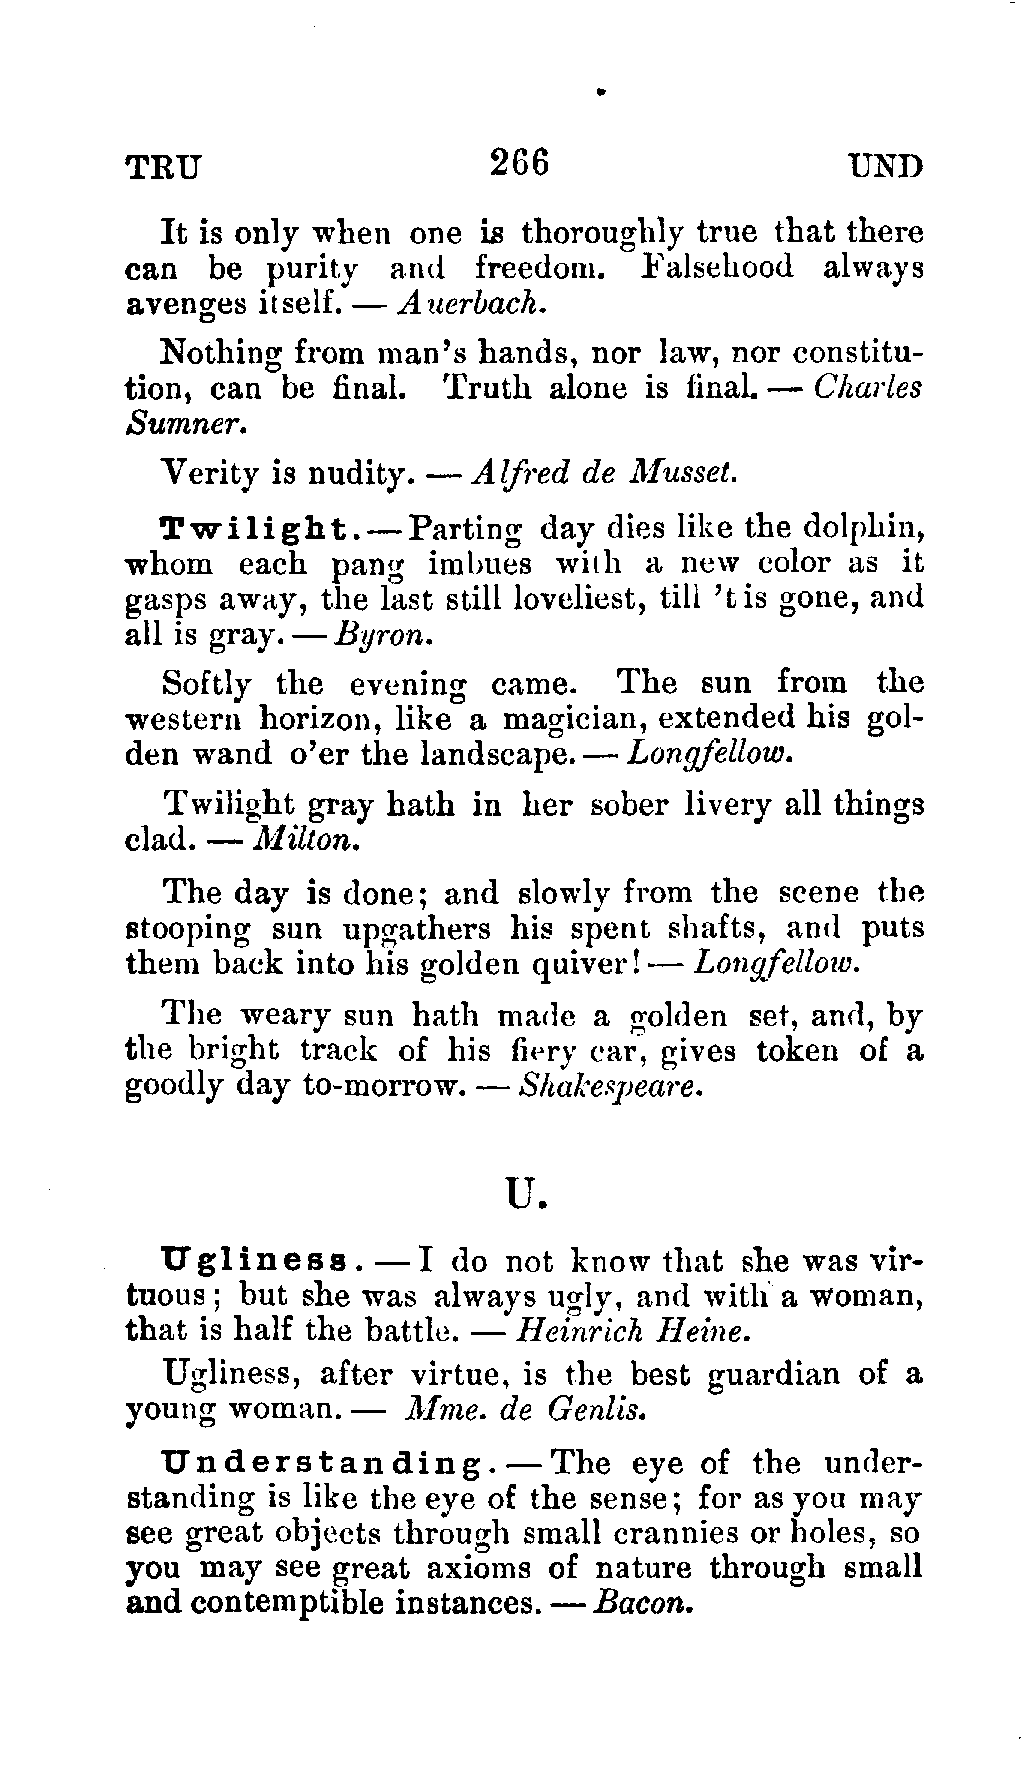 TRU 266 UND
It is only when one is thoroughly true that there
can be purity and freedom. Falsehood always
avenges itself. — Auerbach.
Nothing from man's hands, nor law, nor constitu-
tion, can be final. Truth alone is final. — Charles
Sumner.
Verity is nudity. — Alfred de Musset.
Twilight. — Parting day dies like the dolphin,
whom each pang imbues with a new color as it
gasps away, the last still loveliest, till 't is gone, and
all is gray. — Byron.
Softly the evening came. The sun from the
western horizon, like a magician, extended his gol-
den wand o'er the landscape. — Longfellow.
Twilight gray hath in her sober livery all things
clad. — Milton.
The day is done; and slowly from the scene the
stooping sun upgathers his spent shafts, and puts
them back into his golden quiver! — Longfellow.
The weary sun hath made a golden set, and, by
the bright track of his fiery car, gives token of a
goodly day to-morrow. — Shakespeare.
U.
Ugliness. — I do not know that she was vir-
tuous; but she was always ugly, and with a woman,
that is half the battle. — Heinrich Heine.
Ugliness, after virtue, is the best guardian of a
young woman. — Mme. de Genlis.
Understanding. — The eye of the under-
standing is like the eye of the sense; for as you may
see great objects through small crannies or holes, so
you may see great axioms of nature through small
and contemptible instances. — Bacon.